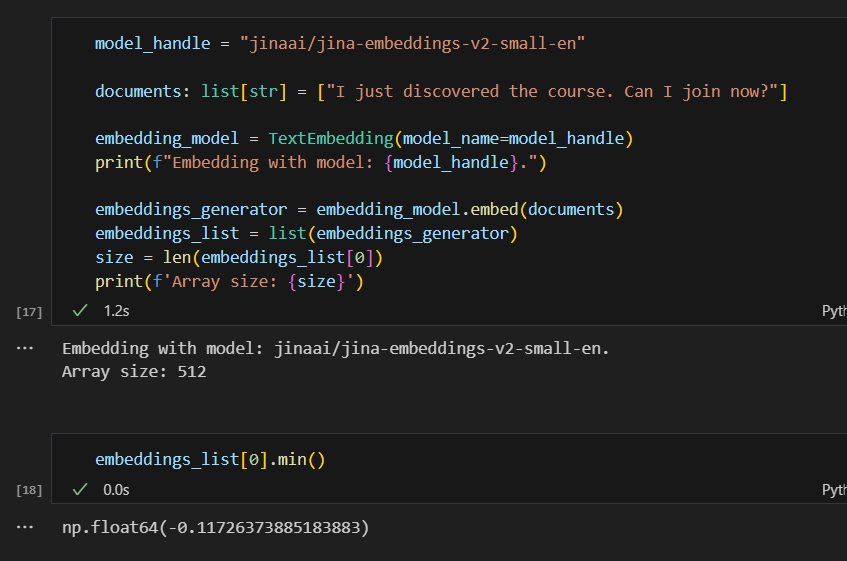 model_handle = "jinaai/jina-embeddings-v2-small-en"
documents: list[str] = ["I just discovered the course. Can I join now?"]
embedding_model = TextEmbedding(model_name=model_handle)
print(f"Embedding with model: {model_handle}.")
embeddings_generator = embedding_model.embed(documents)
embeddings_list = list(embeddings_generator)
size = len(embeddings_list[0])
print(f'Array size: {size}')
[17] ✓ 1.2s Pyth
... Embedding with model: jinaai/jina-embeddings-v2-small-en.
Array size: 512
embeddings_list[0].min()
[18] ✓ 0.0s Pyth
... np.float64(-0.11726373885183883)